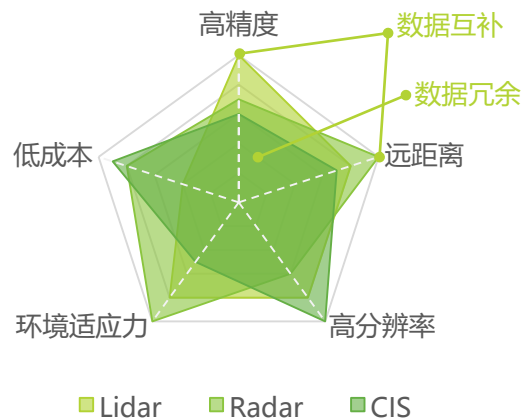 高精度
数据互补
数据冗余
低成本
远距离
环境适应力
高分辨率
Lidar
Radar
CIS